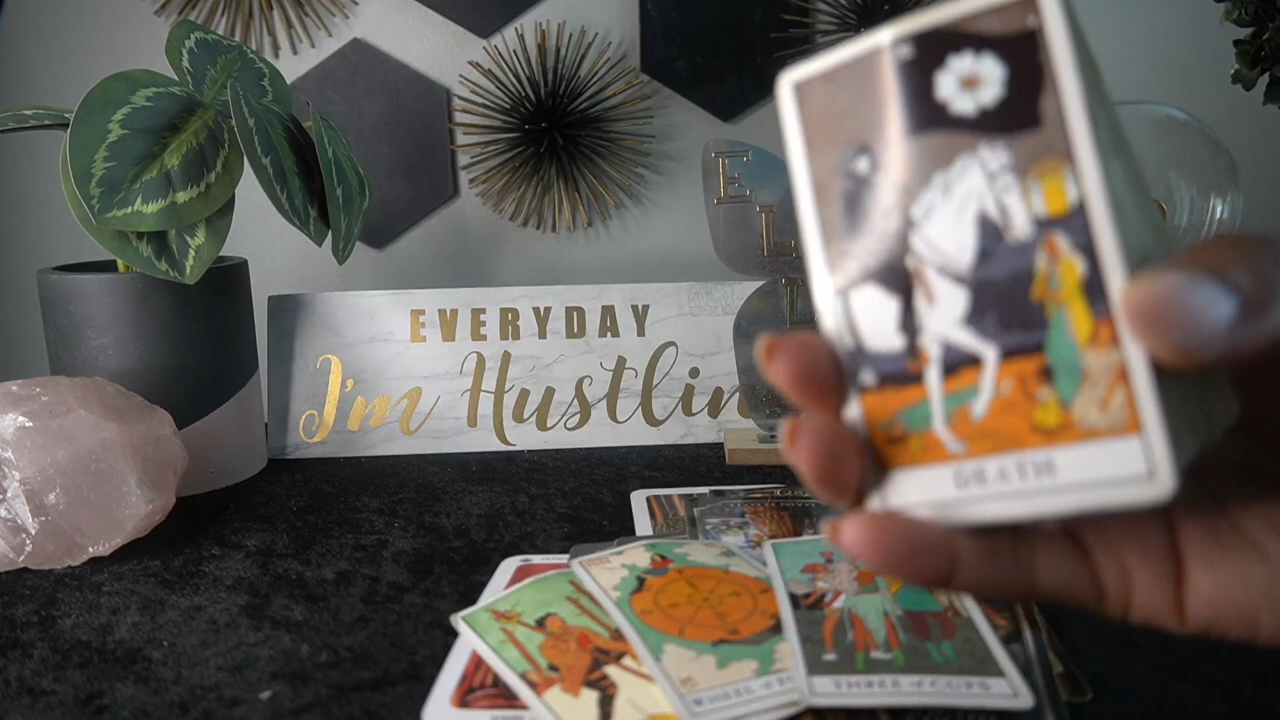 EVERYDAY
I'm Hustlin
E
L
L
DEATH
WHEEL of
THREE of CUPS